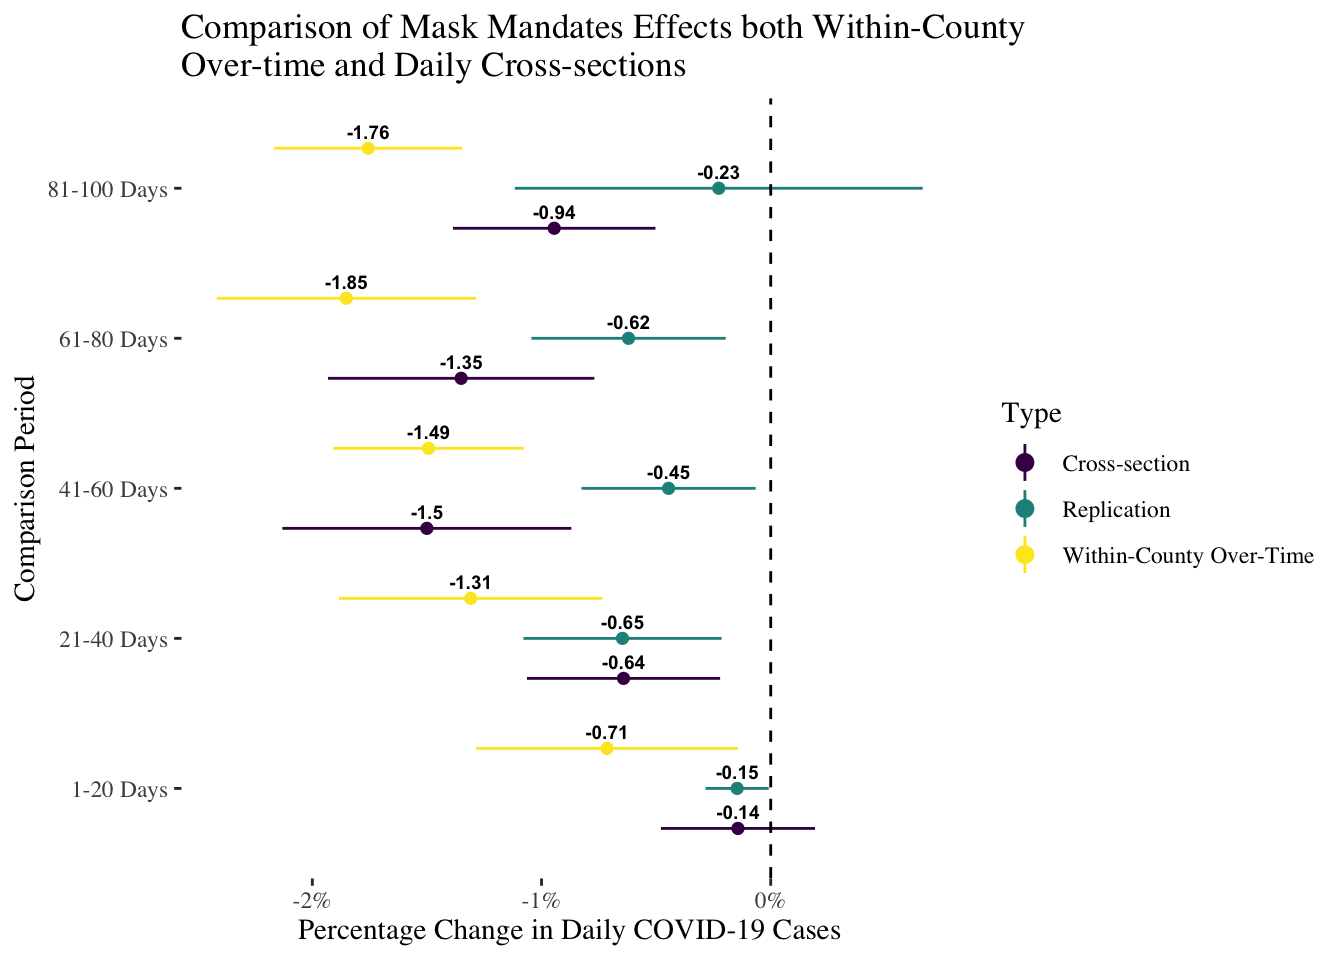 Comparison of Mask Mandates Effects both Within-County
Over-time and Daily Cross-sections
-1.76
-0.23
81-100 Days
-0.94
-1.85
-0.62
61-80 Days
-1.35
-1.49
-0.45
41-60 Days
-1.5
-1.31
-0.65
21-40 Days
-0.64
-0.71
-0.15
1-20 Days
-0.14
-2%
-1%
0%
Percentage Change in Daily COVID-19 Cases
Comparison Period
Type
Cross-section
Replication
Within-County Over-Time